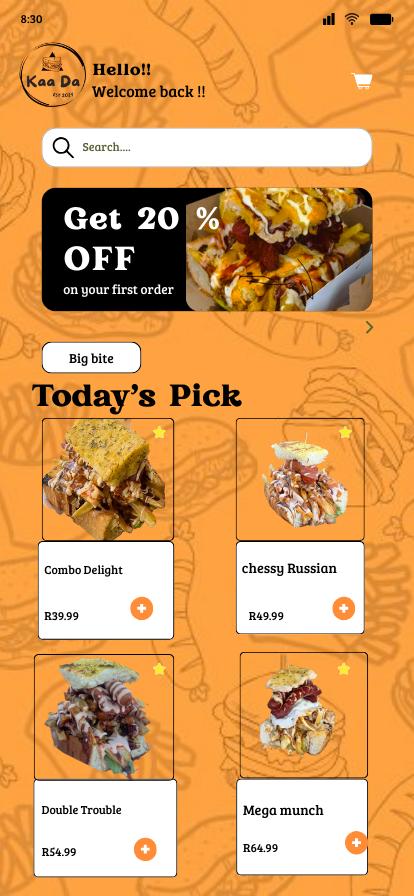 8:30
Kaa Da
Est 2021
Hello!!
Welcome back !!
Search....
Get 20 %
OFF
on your first order
Big bite
Today's Pick
Combo Delight
R39.99
chessy Russian
R49.99
Double Trouble
R54.99
Mega munch
R64.99